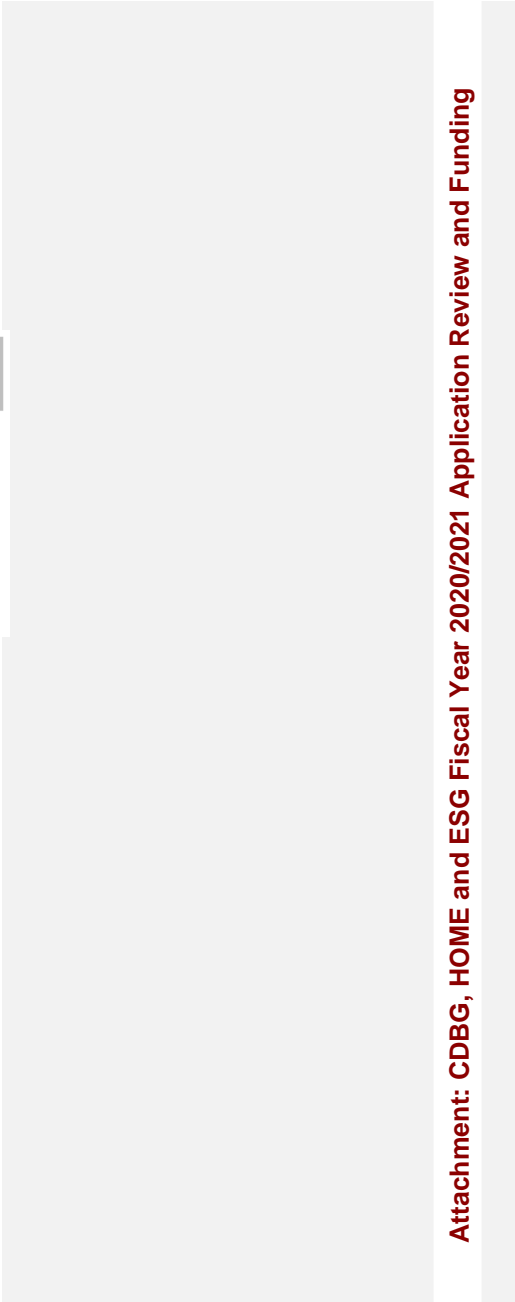 Attachment: CDBG, HOME and ESG Fiscal Year 2020/2021 Application Review and Funding